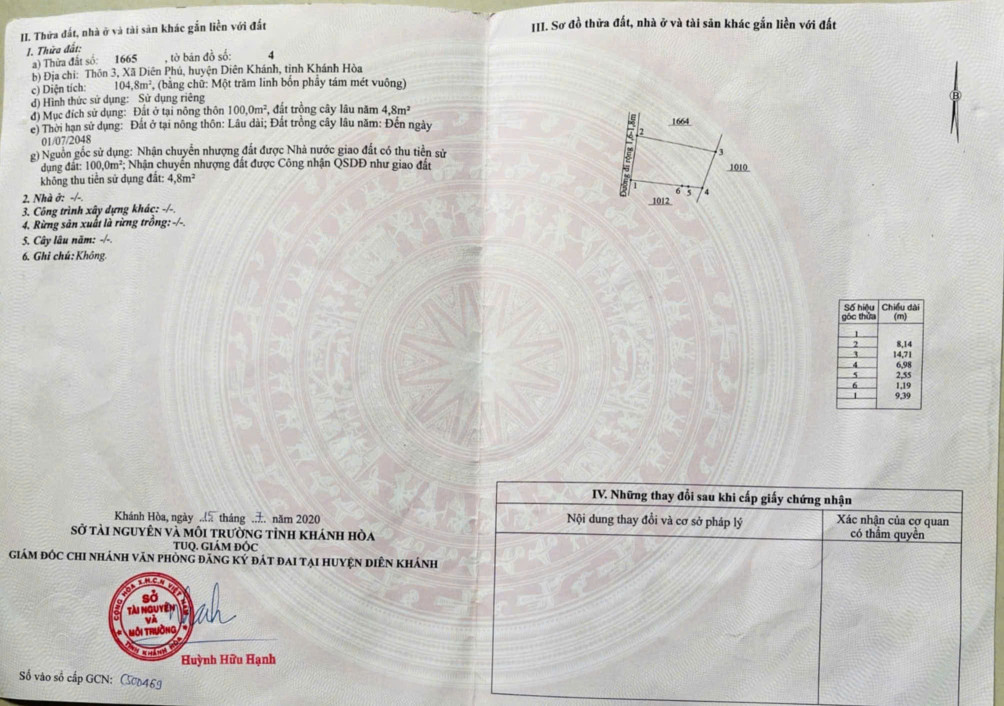 II. Thửa đất, nhà ở và tài sản khác gắn liền với đất
1. Thửa đất:
a) Thửa đất số: 1665 , tờ bản đồ số: 4
b) Địa chỉ: Thôn 3, Xã Diên Phú, huyện Diên Khánh, tỉnh Khánh Hòa
c) Diện tích: 104,8m², (bằng chữ: Một trăm linh bốn phẩy tám mét vuông)
d) Hình thức sử dụng: Sử dụng riêng
đ) Mục đích sử dụng: Đất ở tại nông thôn 100,0m², đất trồng cây lâu năm 4,8m²
e) Thời hạn sử dụng: Đất ở tại nông thôn: Lâu dài; Đất trồng cây lâu năm: Đến ngày
01/07/2048
g) Nguồn gốc sử dụng: Nhận chuyển nhượng đất được Nhà nước giao đất có thu tiền sử
dụng đất: 100,0m²; Nhận chuyển nhượng đất được Công nhận QSDĐ như giao đất
không thu tiền sử dụng đất: 4,8m²
2. Nhà ở: -/-.
3. Công trình xây dựng khác: -/-.
4. Rừng sản xuất là rừng trồng: -/-.
5. Cây lâu năm: -/-.
6. Ghi chú: Không.
Khánh Hòa, ngày 15 tháng 7 năm 2020
SỞ TÀI NGUYÊN VÀ MÔI TRƯỜNG TỈNH KHÁNH HÒA
TUQ. GIÁM ĐỐC
GIÁM ĐỐC CHI NHÁNH VĂN PHÒNG ĐĂNG KÝ ĐẤT ĐAI TẠI HUYỆN DIÊN KHÁNH
CỘNG HÒA X.H.C.N VIỆT NAM
SỞ
TÀI NGUYÊN
VÀ
MÔI TRƯỜNG
TỈNH KHÁNH HÒA
Huỳnh Hữu Hạnh
Số vào sổ cấp GCN: CS00469
III. Sơ đồ thửa đất, nhà ở và tài sản khác gắn liền với đất
B
Đường đi rộng 1,6-1,8m
2
1664
3
1010
1
6
5
4
1012
Số hiệu góc thửa Chiều dài (m)
1
2 8,14
3 14,71
4 6,98
5 2,55
6 1,19
1 9,39
IV. Những thay đổi sau khi cấp giấy chứng nhận
Nội dung thay đổi và cơ sở pháp lý
Xác nhận của cơ quan
có thẩm quyền